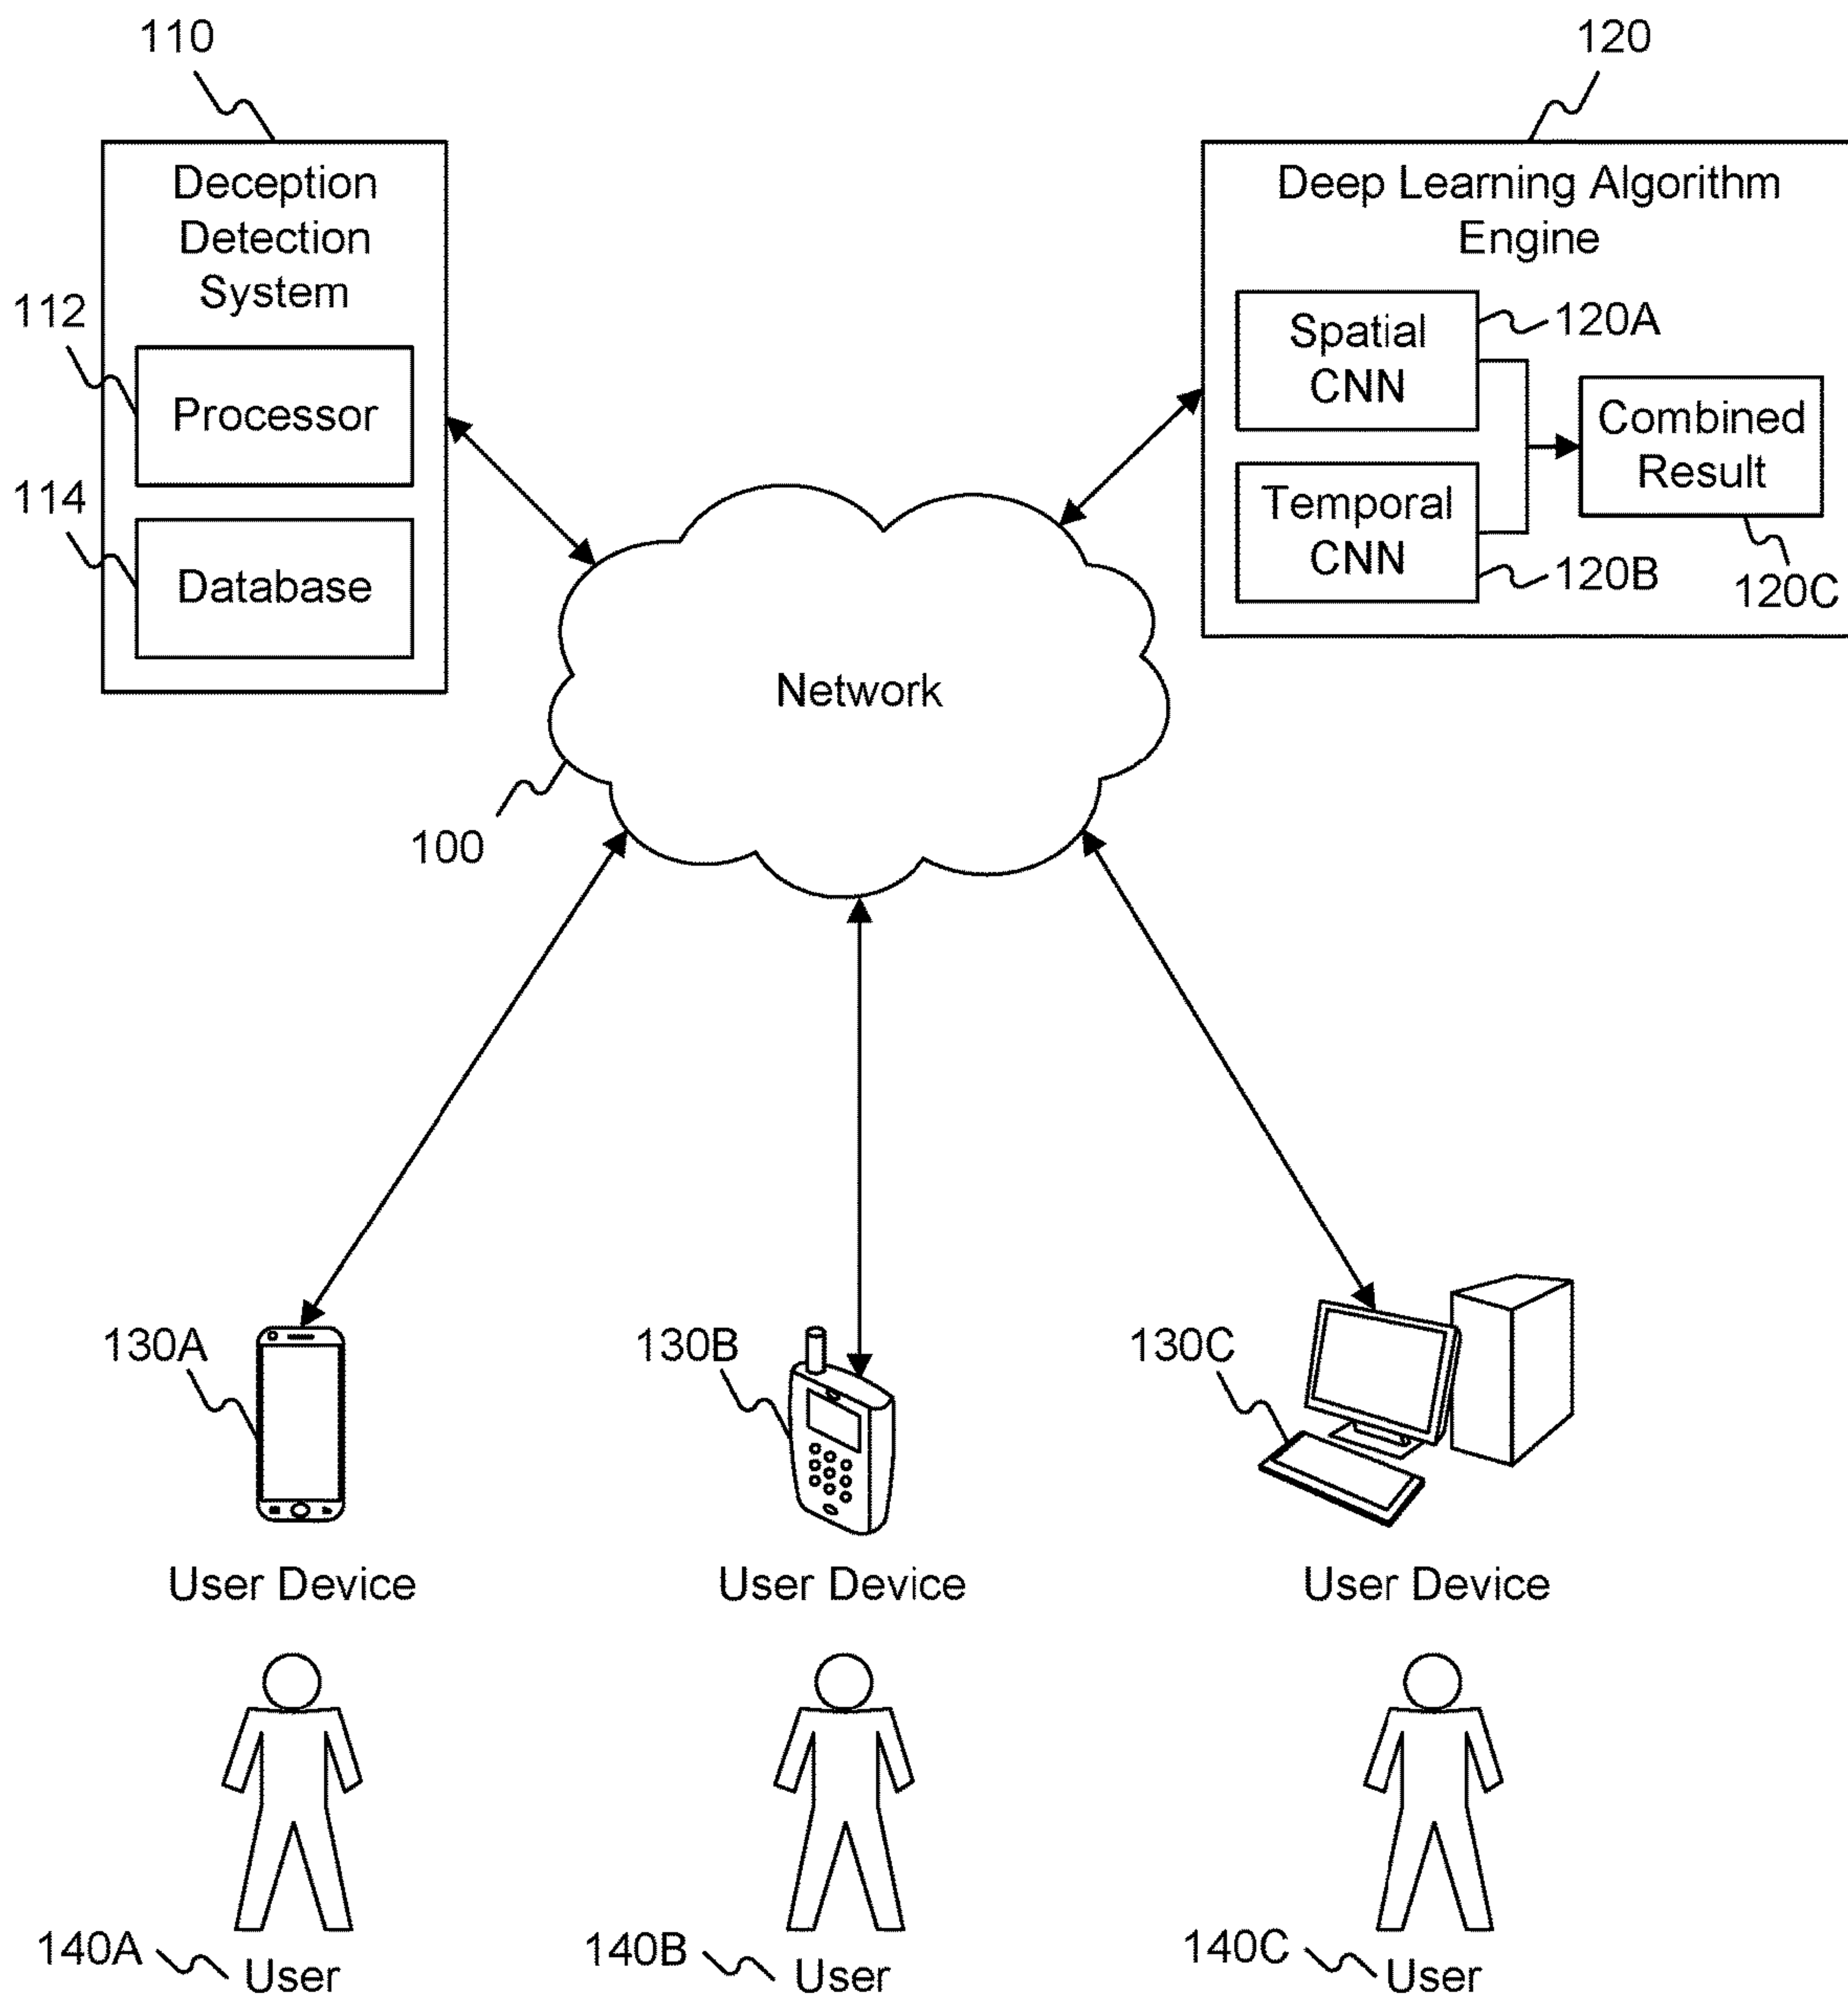 110
120
Deception
Detection
System
112
Processor
114
Database
Deep Learning Algorithm
Engine
Spatial
CNN
120A
Temporal
CNN
120B
Combined
Result
120C
Network
100
130A
130B
130C
User Device
User Device
User Device
140A
User
140B
User
140C
User